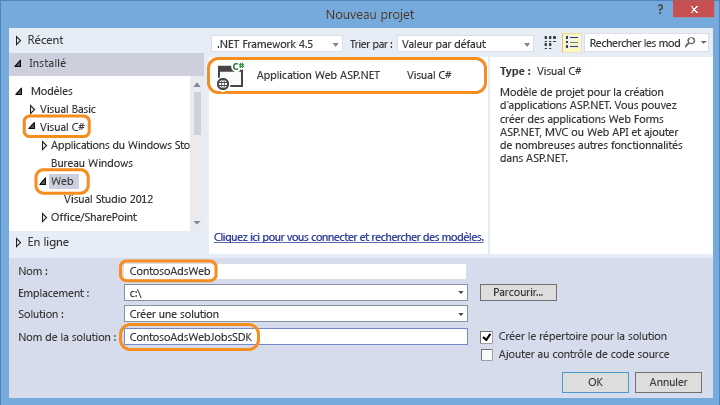 Nouveau projet
?
Récent
.NET Framework 4.5
Trier par :
Valeur par défaut
Rechercher les mod
Installé
Modèles
Visual Basic
Visual C#
Applications du Windows Sto
Bureau Windows
Web
Visual Studio 2012
Office/SharePoint
En ligne
C#
Application Web ASP.NET
Visual C#
Cliquez ici pour vous connecter et rechercher des modèles.
Type : Visual C#
Modèle de projet pour la création
d'applications ASP.NET. Vous pouvez
créer des applications Web Forms
ASP.NET, MVC ou Web API et ajouter
de nombreuses autres fonctionnalités
dans ASP.NET.
Nom :
ContosoAdsWeb
Emplacement :
c:\
Parcourir...
Solution :
Créer une solution
Nom de la solution :
ContosoAdsWebJobsSDK
Créer le répertoire pour la solution
Ajouter au contrôle de code source
OK
Annuler